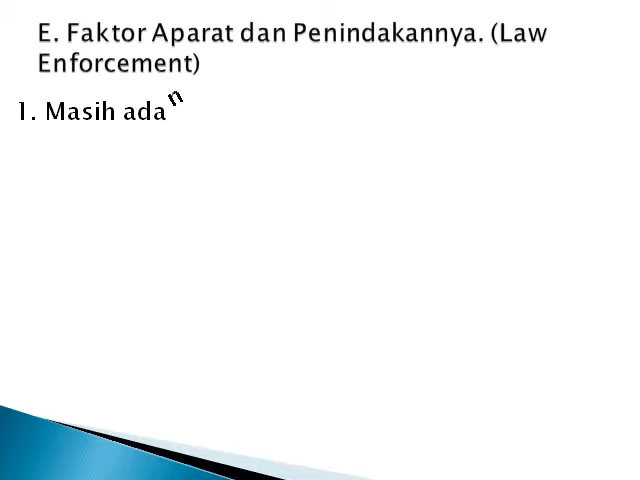 E. Faktor Aparat dan Penindakannya. (Law
Enforcement)
1. Masih ada n